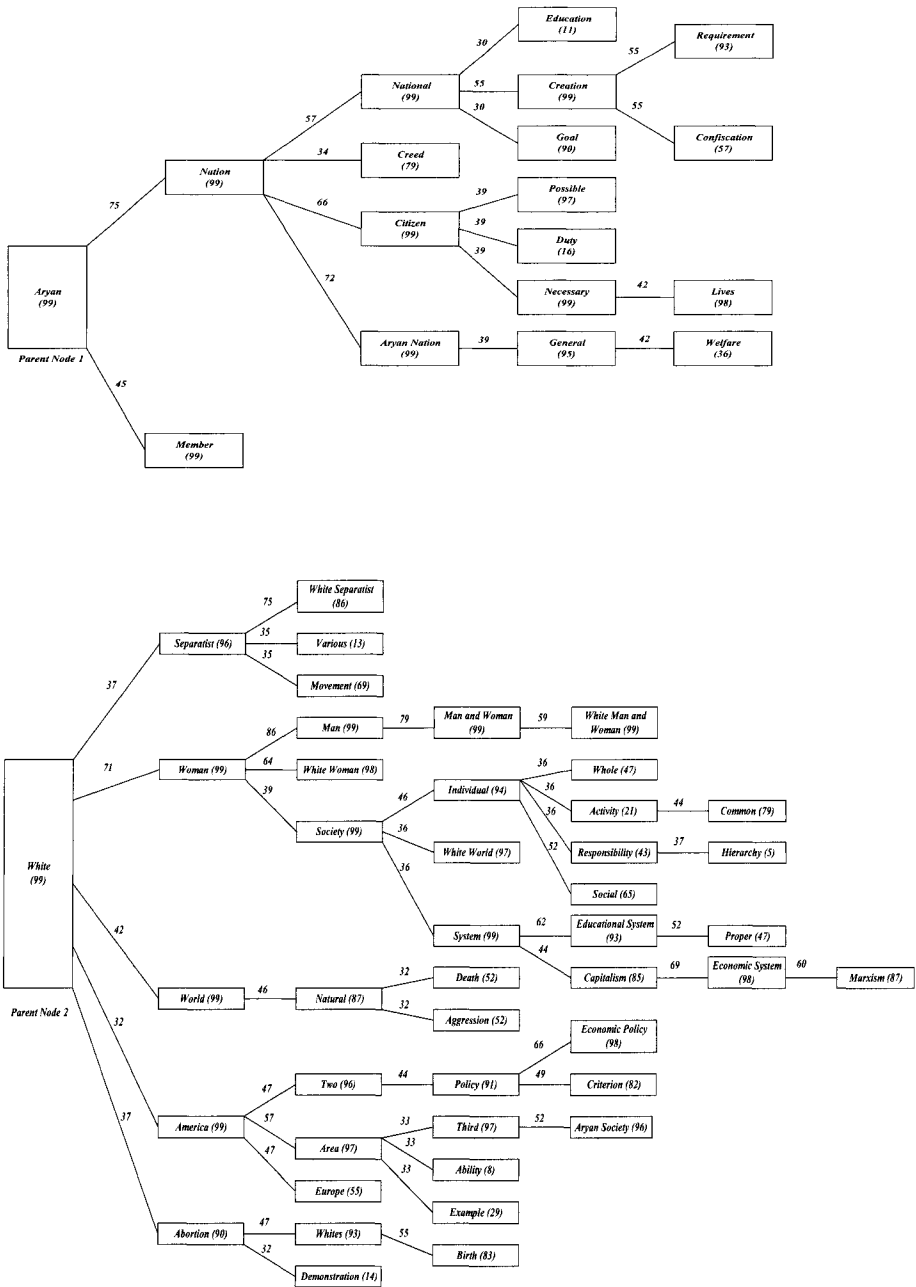 Education
(11)
30
Requirement
(93)
55
National
(99)
55
Creation
(99)
30
57
55
Goal
(90)
Confiscation
(57)
34
Creed
(79)
Nation
(99)
Possible
(97)
39
66
75
Citizen
(99)
39
Duty
(16)
39
72
Necessary
(99)
42
Lives
(98)
Aryan
(99)
Aryan Nation
(99)
39
General
(95)
42
Welfare
(36)
Parent Node 1
45
Member
(99)
White Separatist
(86)
75
35
Separatist (96)
Various (13)
35
Movement (69)
37
Man (99)
79
Man and Woman
(99)
59
White Man and
Woman (99)
86
71
Woman (99)
64
White Woman (98)
36
Whole (47)
39
46
Individual (94)
36
Activity (21)
44
Common (79)
Society (99)
36
36
White World (97)
52
Responsibility (43)
37
Hierarchy (5)
White
(99)
36
Social (65)
42
System (99)
62
Educational System
(93)
52
Proper (47)
44
Capitalism (85)
69
Economic System
(98)
60
Marxism (87)
32
Death (52)
World (99)
46
Natural (87)
Parent Node 2
32
Aggression (52)
32
Economic Policy
(98)
66
47
Two (96)
44
Policy (91)
49
Criterion (82)
America (99)
57
33
Third (97)
52
Aryan Society (96)
37
47
Area (97)
33
Ability (8)
33
Europe (55)
Example (29)
Abortion (90)
47
Whites (93)
55
32
Birth (83)
Demonstration (14)